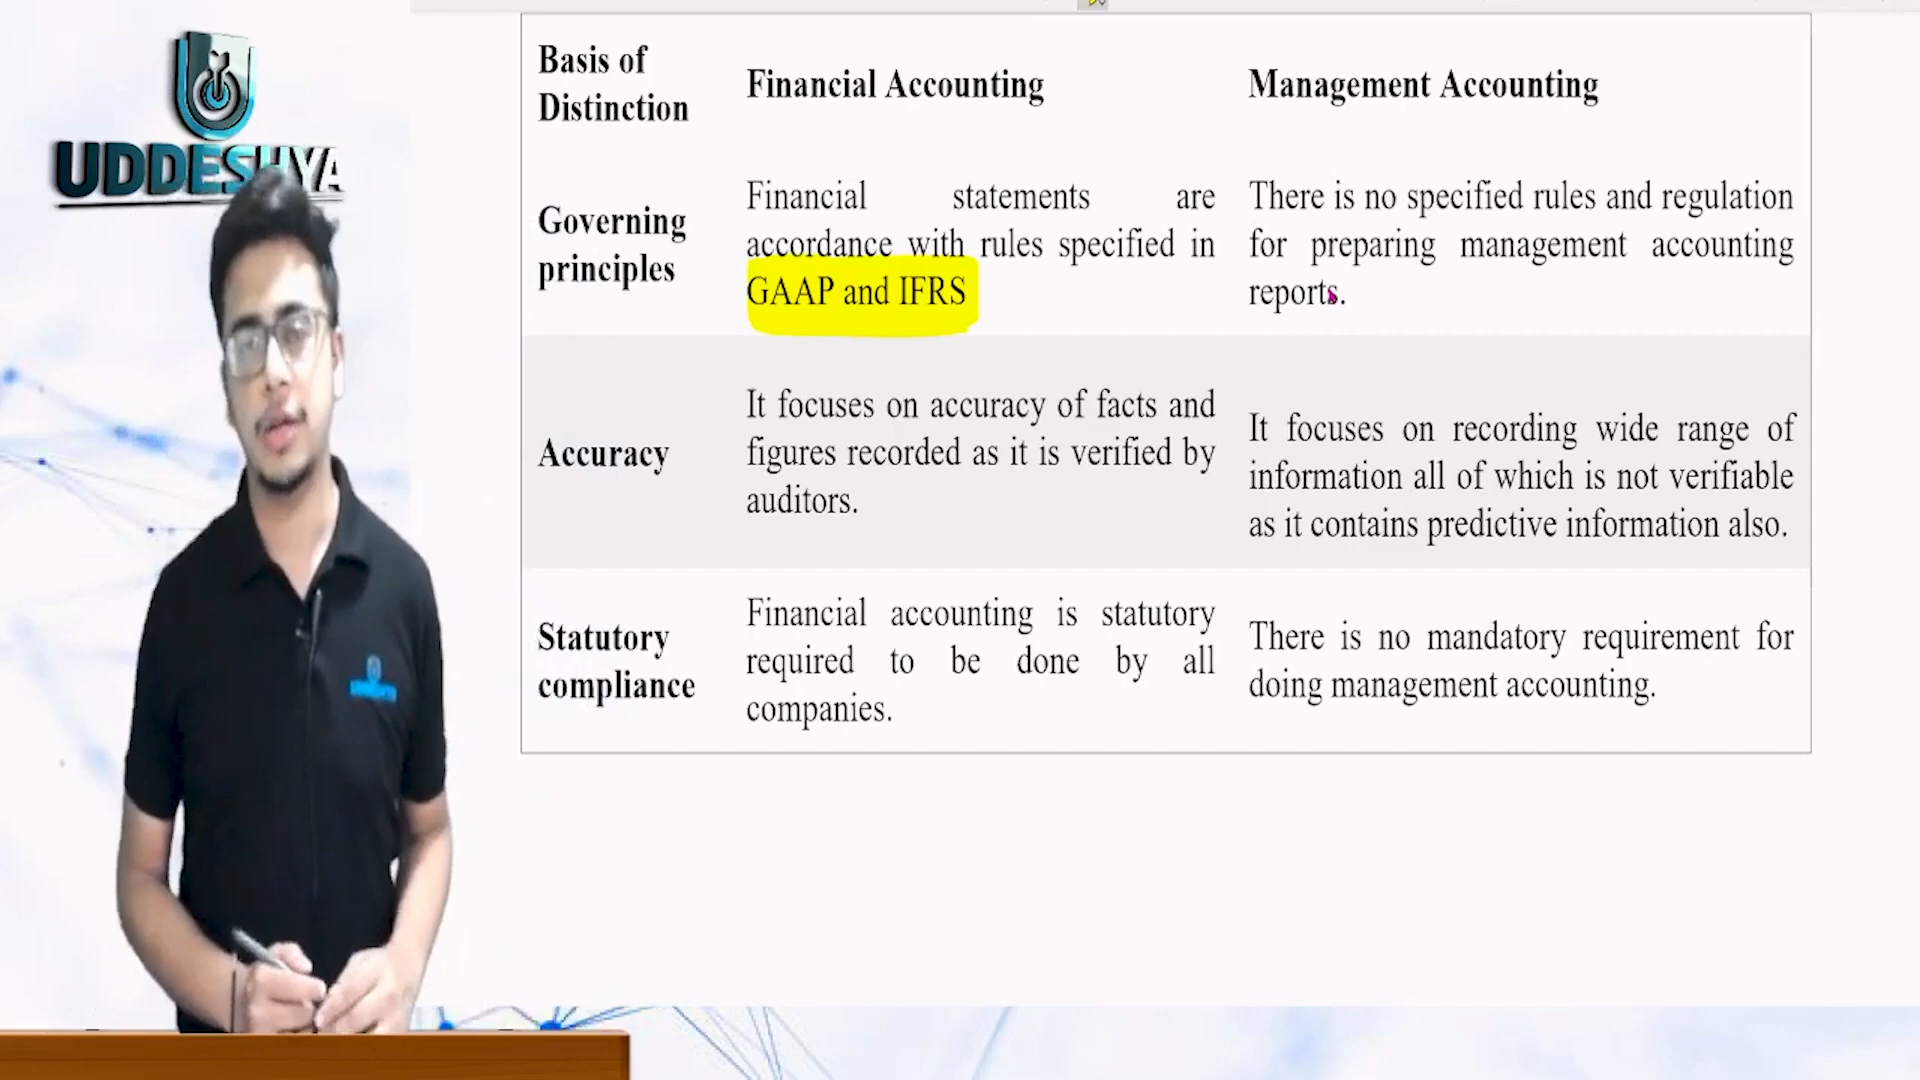 UDDESHYA
Basis of
Distinction
Financial Accounting
Management Accounting
Governing
principles
Financial statements are
accordance with rules specified in
GAAP and IFRS
There is no specified rules and regulation
for preparing management accounting
reports.
Accuracy
It focuses on accuracy of facts and
figures recorded as it is verified by
auditors.
It focuses on recording wide range of
information all of which is not verifiable
as it contains predictive information also.
Statutory
compliance
Financial accounting is statutory
required to be done by all
companies.
There is no mandatory requirement for
doing management accounting.